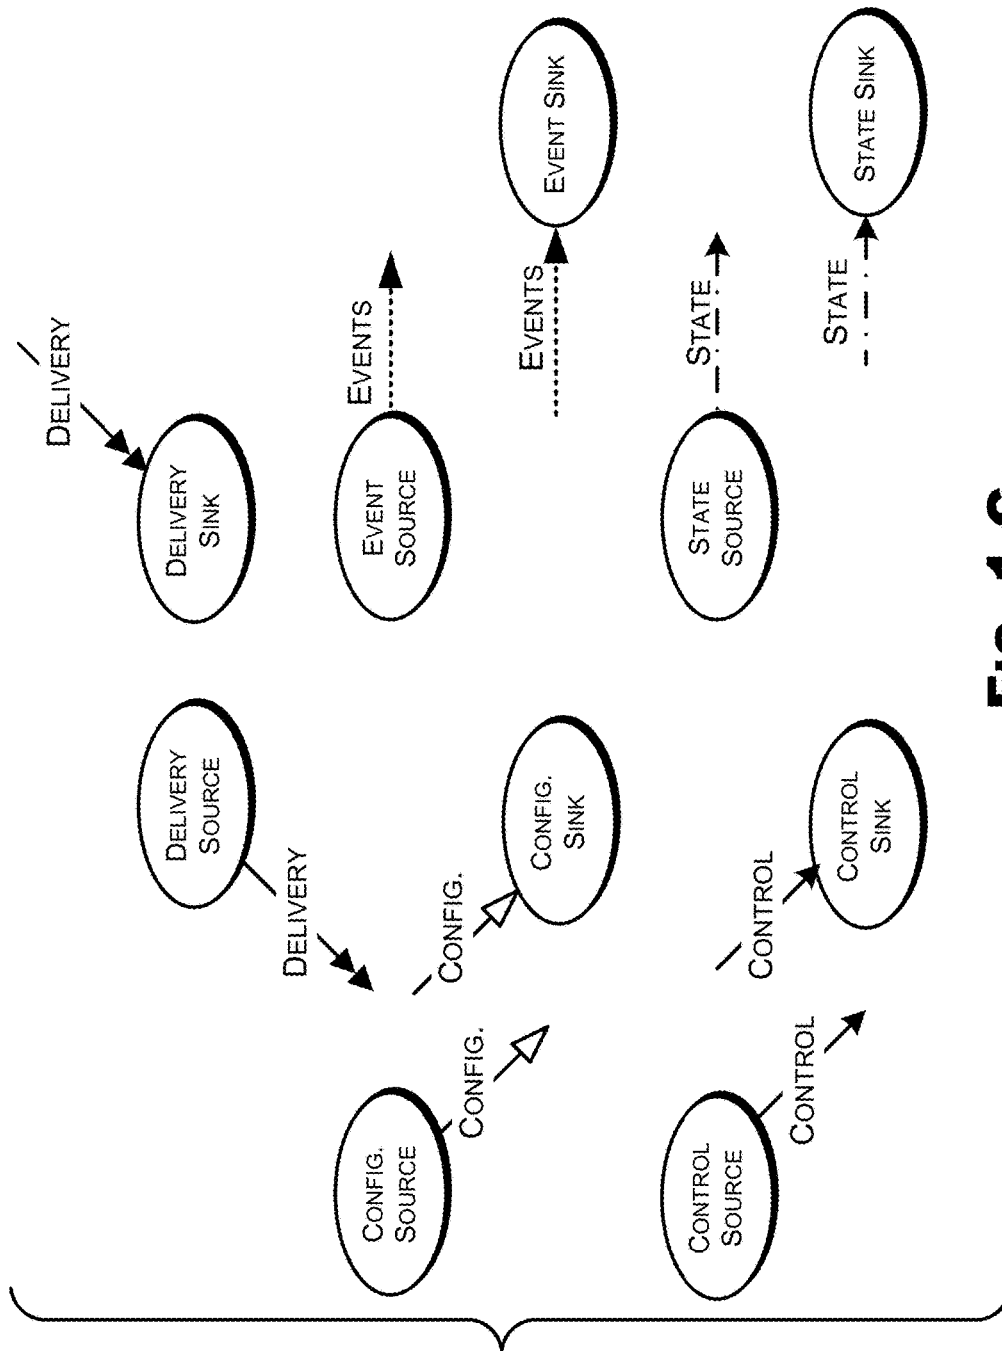 DELIVERY
DELIVERY
SOURCE
DELIVERY
SINK
DELIVERY
CONFIG.
SOURCE
EVENT
SOURCE
EVENTS
CONFIG.
CONFIG.
EVENTS
CONFIG.
SINK
EVENT SINK
CONTROL
SOURCE
STATE
SOURCE
STATE
CONTROL
CONTROL
STATE
CONTROL
SINK
STATE SINK